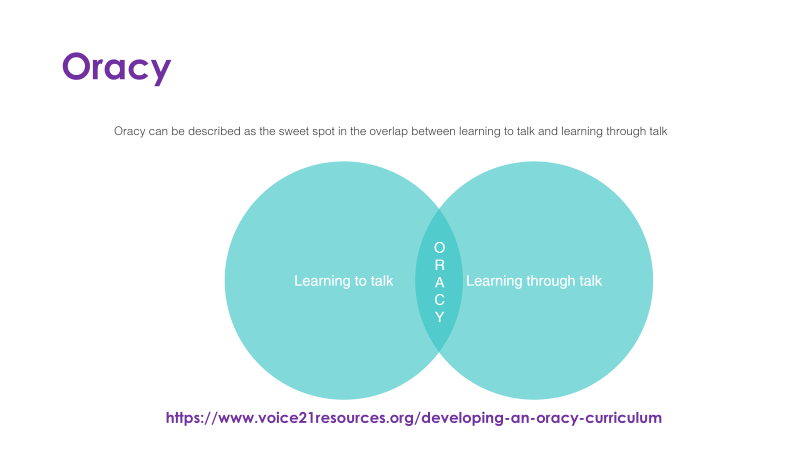 Oracy
Oracy can be described as the sweet spot in the overlap between learning to talk and learning through talk
Learning to talk
O
R
A
C
Y
Learning through talk
https://www.voice21resources.org/developing-an-oracy-curriculum